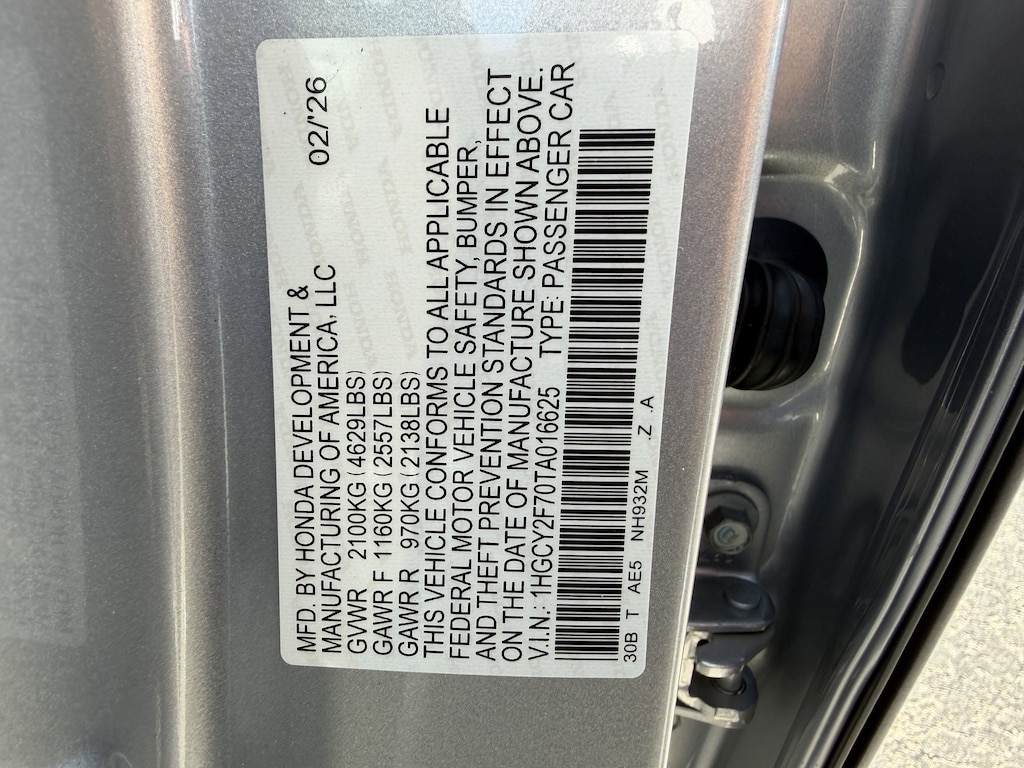 MFD. BY HONDA DEVELOPMENT & 02/'26
MANUFACTURING OF AMERICA, LLC
GVWR 2100KG (4629LBS)
GAWR F 1160KG (2557LBS)
GAWR R 970KG (2138LBS)
THIS VEHICLE CONFORMS TO ALL APPLICABLE
FEDERAL MOTOR VEHICLE SAFETY, BUMPER,
AND THEFT PREVENTION STANDARDS IN EFFECT
ON THE DATE OF MANUFACTURE SHOWN ABOVE.
V.I.N.: 1HGCY2F70TA016625 TYPE: PASSENGER CAR
30B T AE5 NH932M Z A